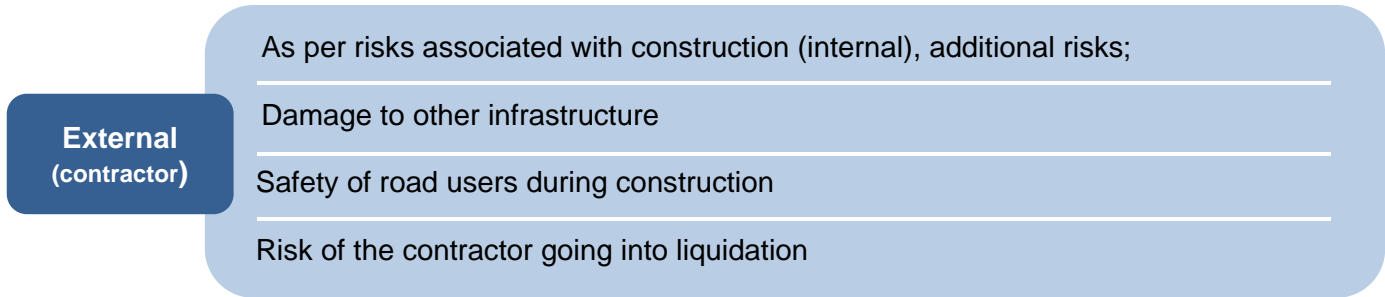 External
(contractor)
As per risks associated with construction (internal), additional risks;
Damage to other infrastructure
Safety of road users during construction
Risk of the contractor going into liquidation